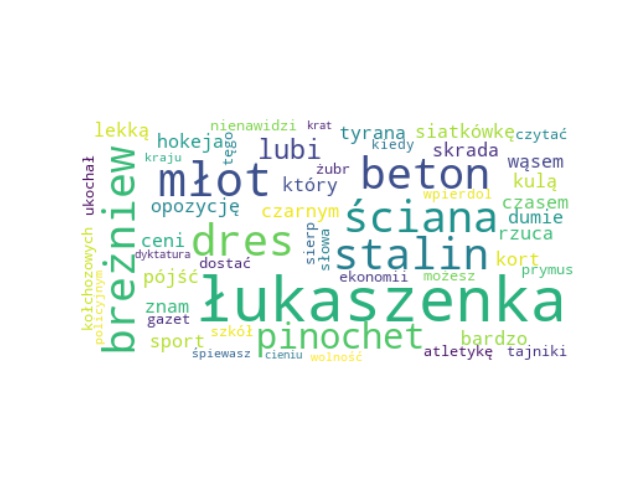 lekką
nienawidzi
krat
tyrana
siatkówkę
czytać
hokeja
tęgo
lubi
kiedy
skrada
wąsem
ukochał
kraju
młot
żubr
który
beton
kulą
wpierdol
czasem
breżniew
opozycję
czarnym
ściana
dumie
rzuca
ceni
dres
sierp
słowa
stalin
kort
dyktatura
dostać
prymus
kołchozowych
policyjnym
pójść
ekonomii
możesz
znam
gazet
łukaszenka
szkół
pinochet
bardzo
sport
śpiewasz
cieniu
wolność
atletykę
tajniki